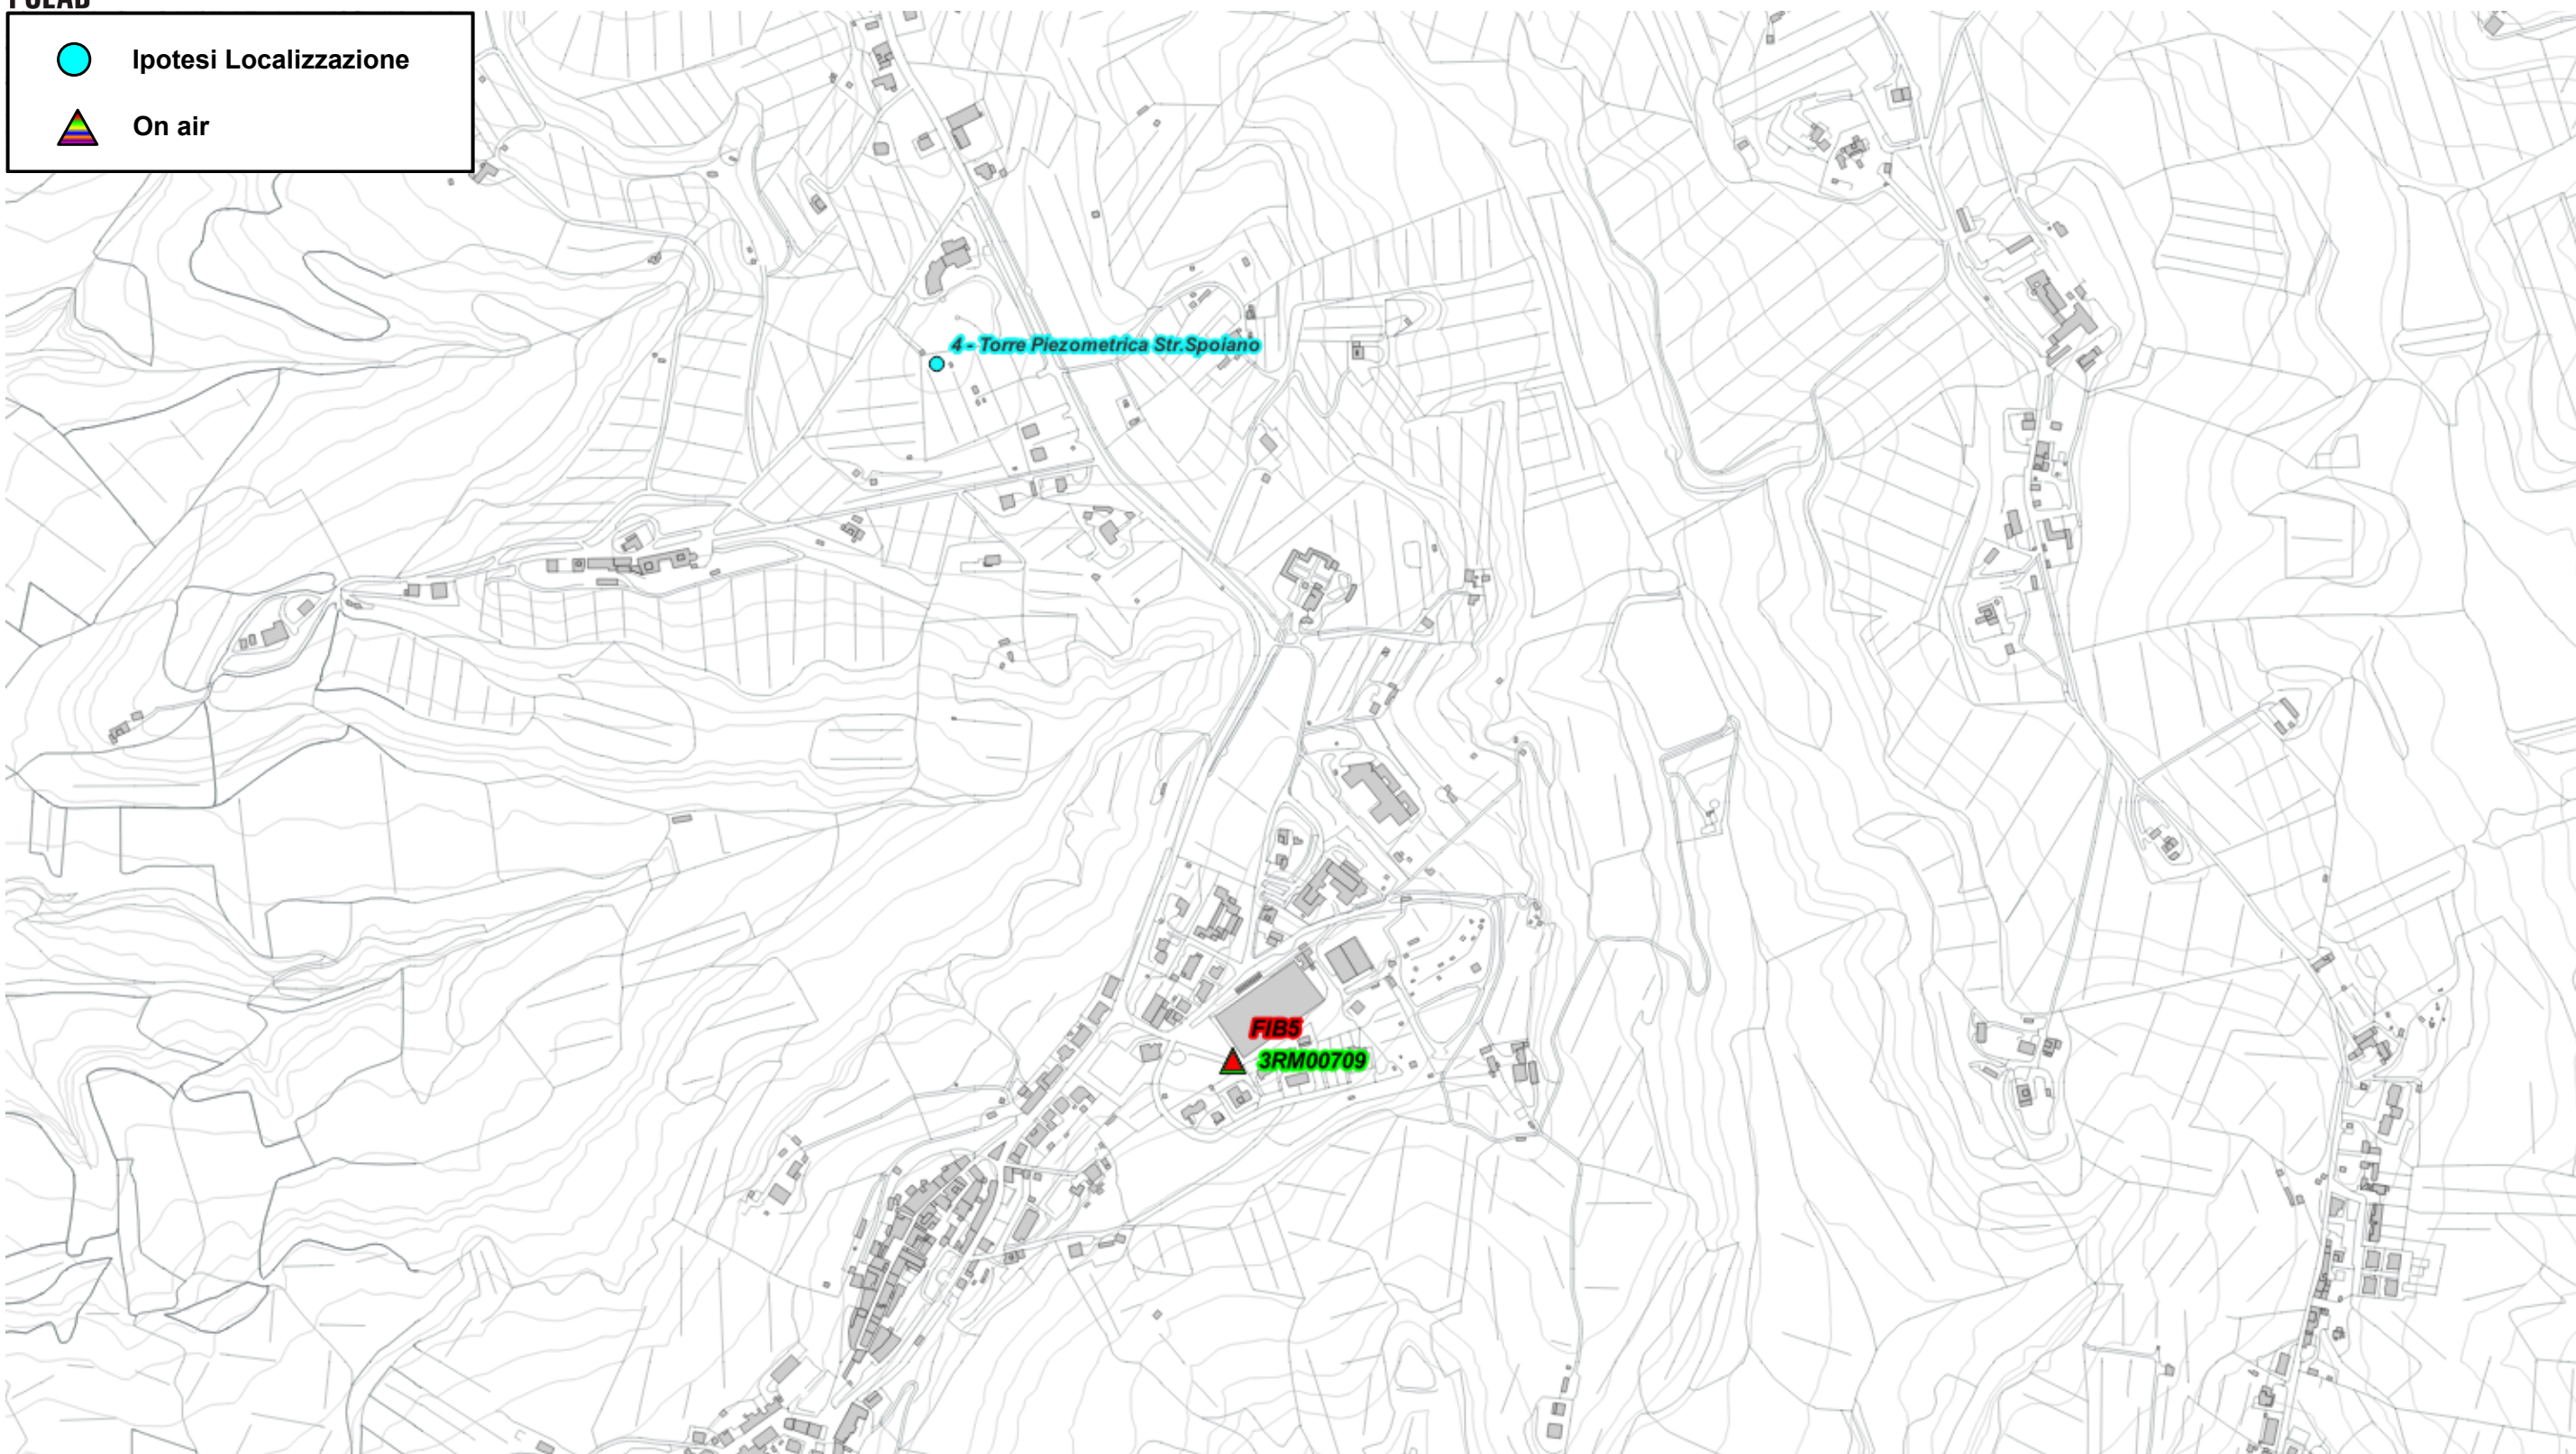 Ipotesi Localizzazione
On air
4 - Torre Piezometrica Str.Spoiano
FIB5
3RM00709